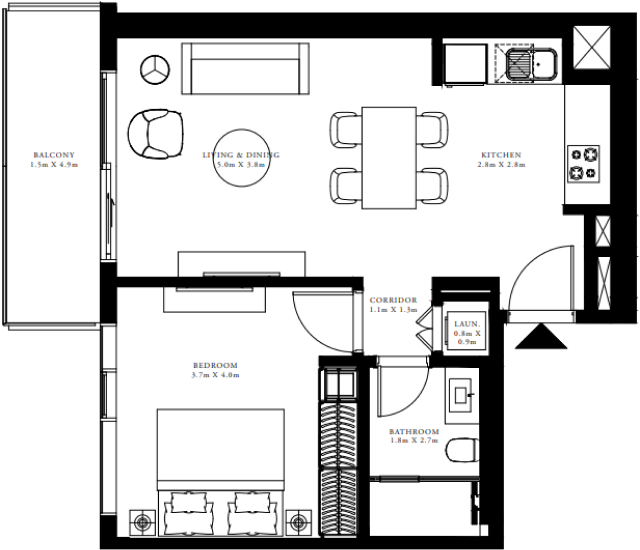 BALCONY
1.5m X 4.9m
LIVING & DINING
5.0m X 3.8m
KITCHEN
2.8m X 2.8m
CORRIDOR
1.1m X 1.3m
LAUN.
0.8m X
0.9m
BEDROOM
3.7m X 4.0m
BATHROOM
1.8m X 2.7m